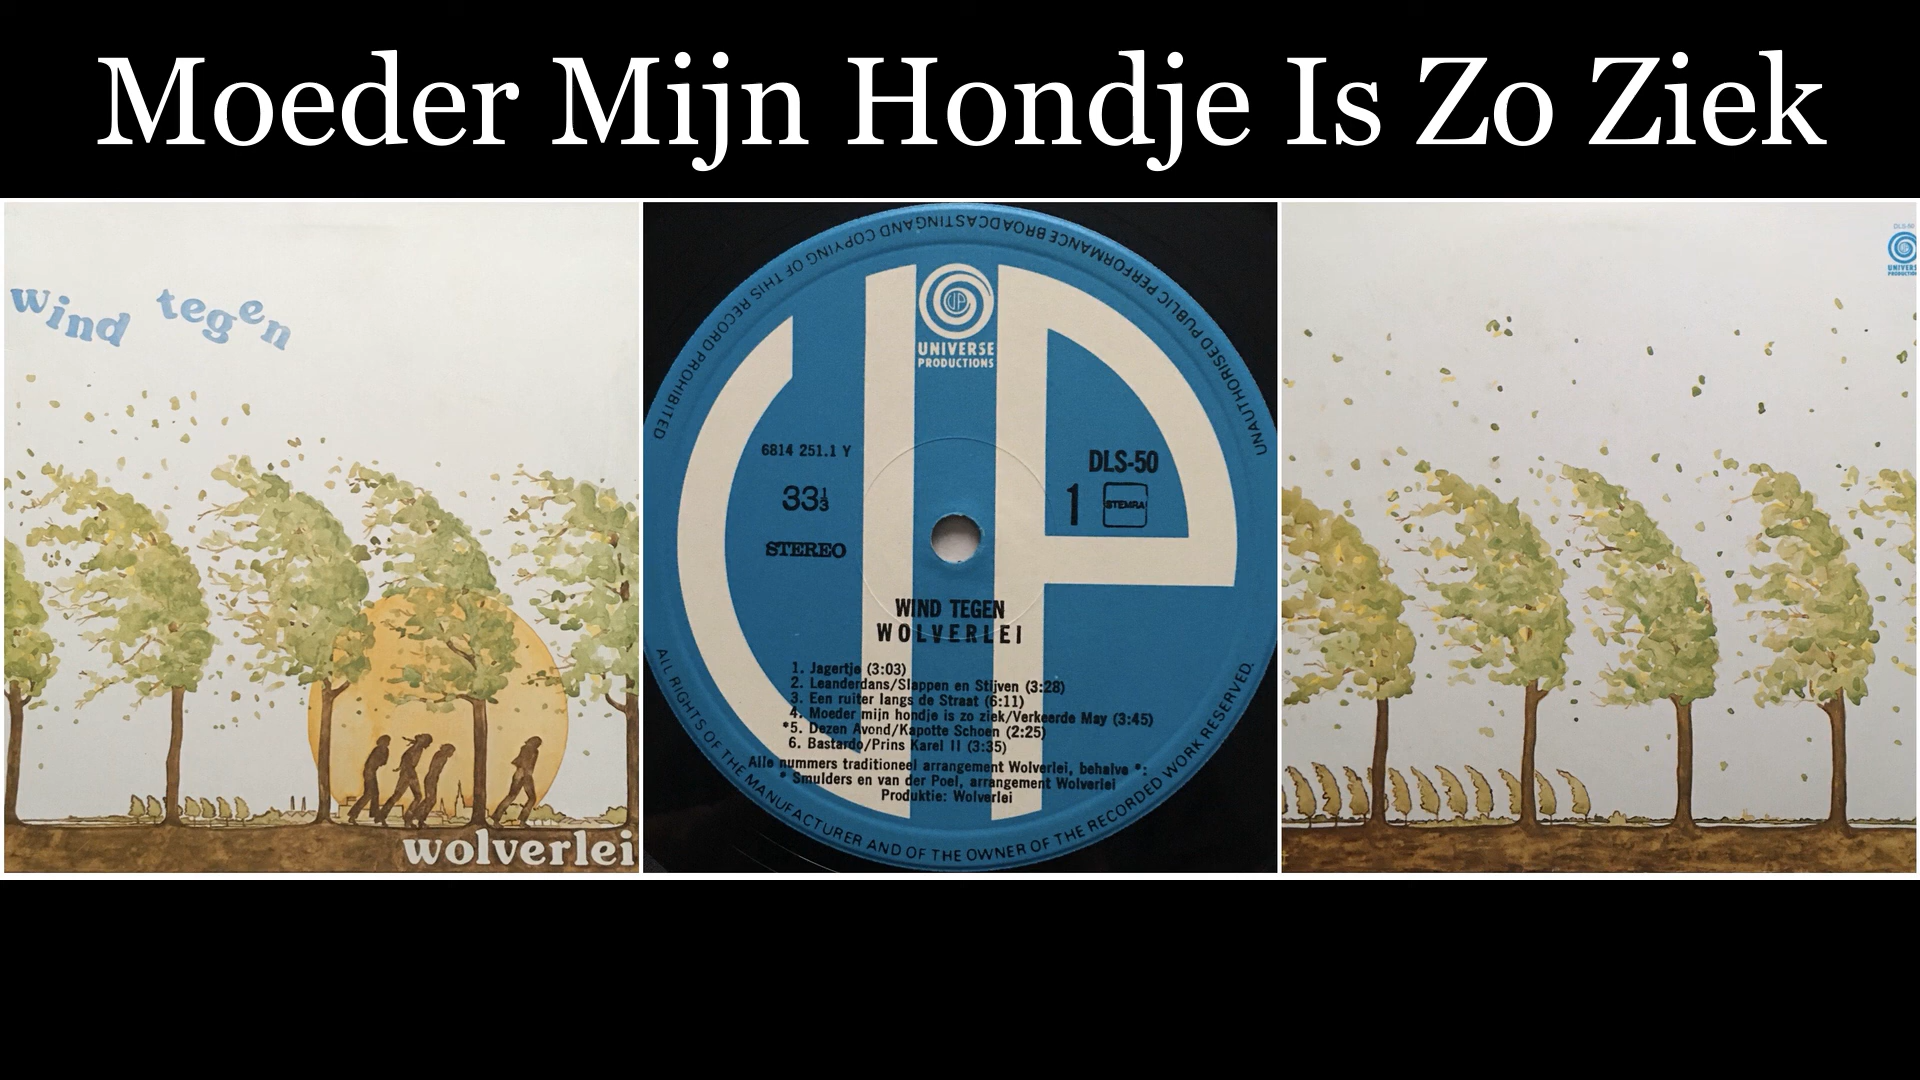 Moeder Mijn Hondje Is Zo Ziek
wind tegen
wolverlei
UNAUTHORISED PUBLIC PERFORMANCE BROADCASTING AND COPYING OF THIS RECORD PROHIBITED
UP
UNIVERSE
PRODUCTIONS
6814 251.1 Y
33⅓
STEREO
DLS-50
1
STEMRA
WIND TEGEN
WOLVERLEI
1. Jagertje (3:03)
2. Leanderdans/Slappen en Stijven (3:28)
3. Een ruiter langs de Straat (6:11)
4. Moeder mijn hondje is zo ziek/Verkeerde May (3:45)
*5. Dezen Avond/Kapotte Schoen (2:25)
6. Bastardo/Prins Karel II (3:35)
Alle nummers traditioneel arrangement Wolverlei, behalve *:
* Smulders en van der Poel, arrangement Wolverlei
Produktie: Wolverlei
ALL RIGHTS OF THE MANUFACTURER AND OF THE OWNER OF THE RECORDED WORK RESERVED.
DLS-50